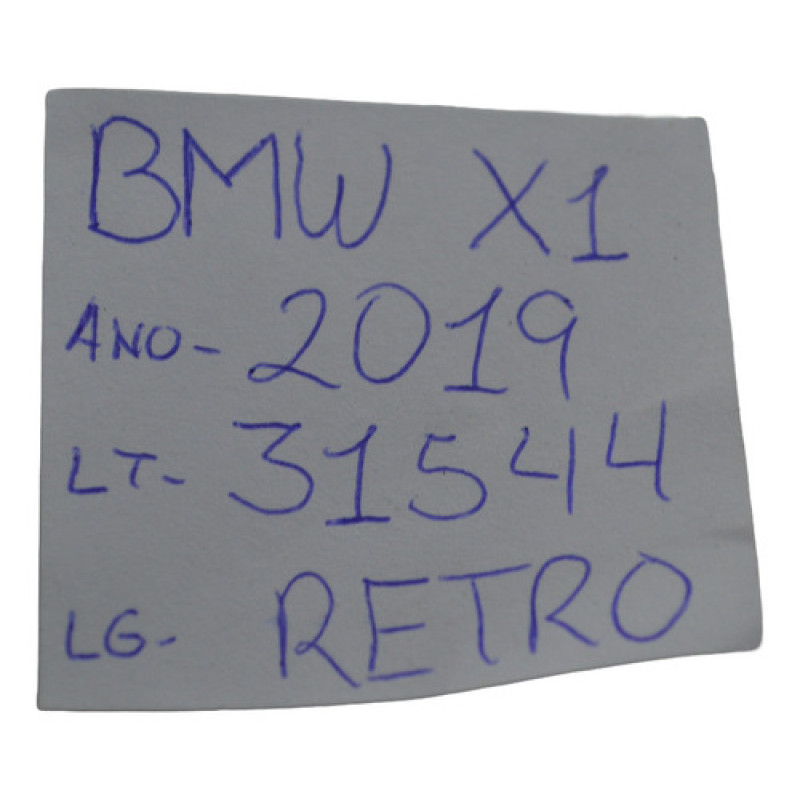 BMW X1
ANO- 2019
LT- 31544
LG- RETRO